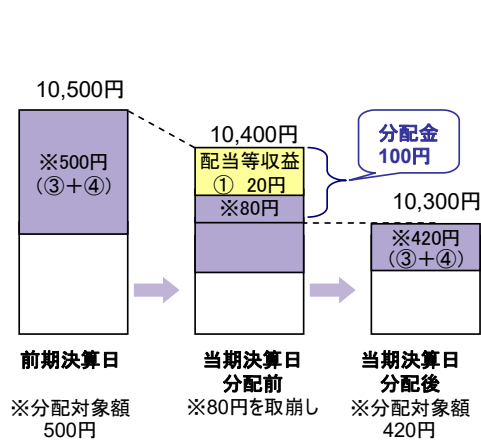 10,500円
※500円
(③+④)
前期決算日
※分配対象額
500円
10,400円
配当等収益
① 20円
※80円
当期決算日
分配前
※80円を取崩し
分配金
100円
10,300円
※420円
(③+④)
当期決算日
分配後
※分配対象額
420円